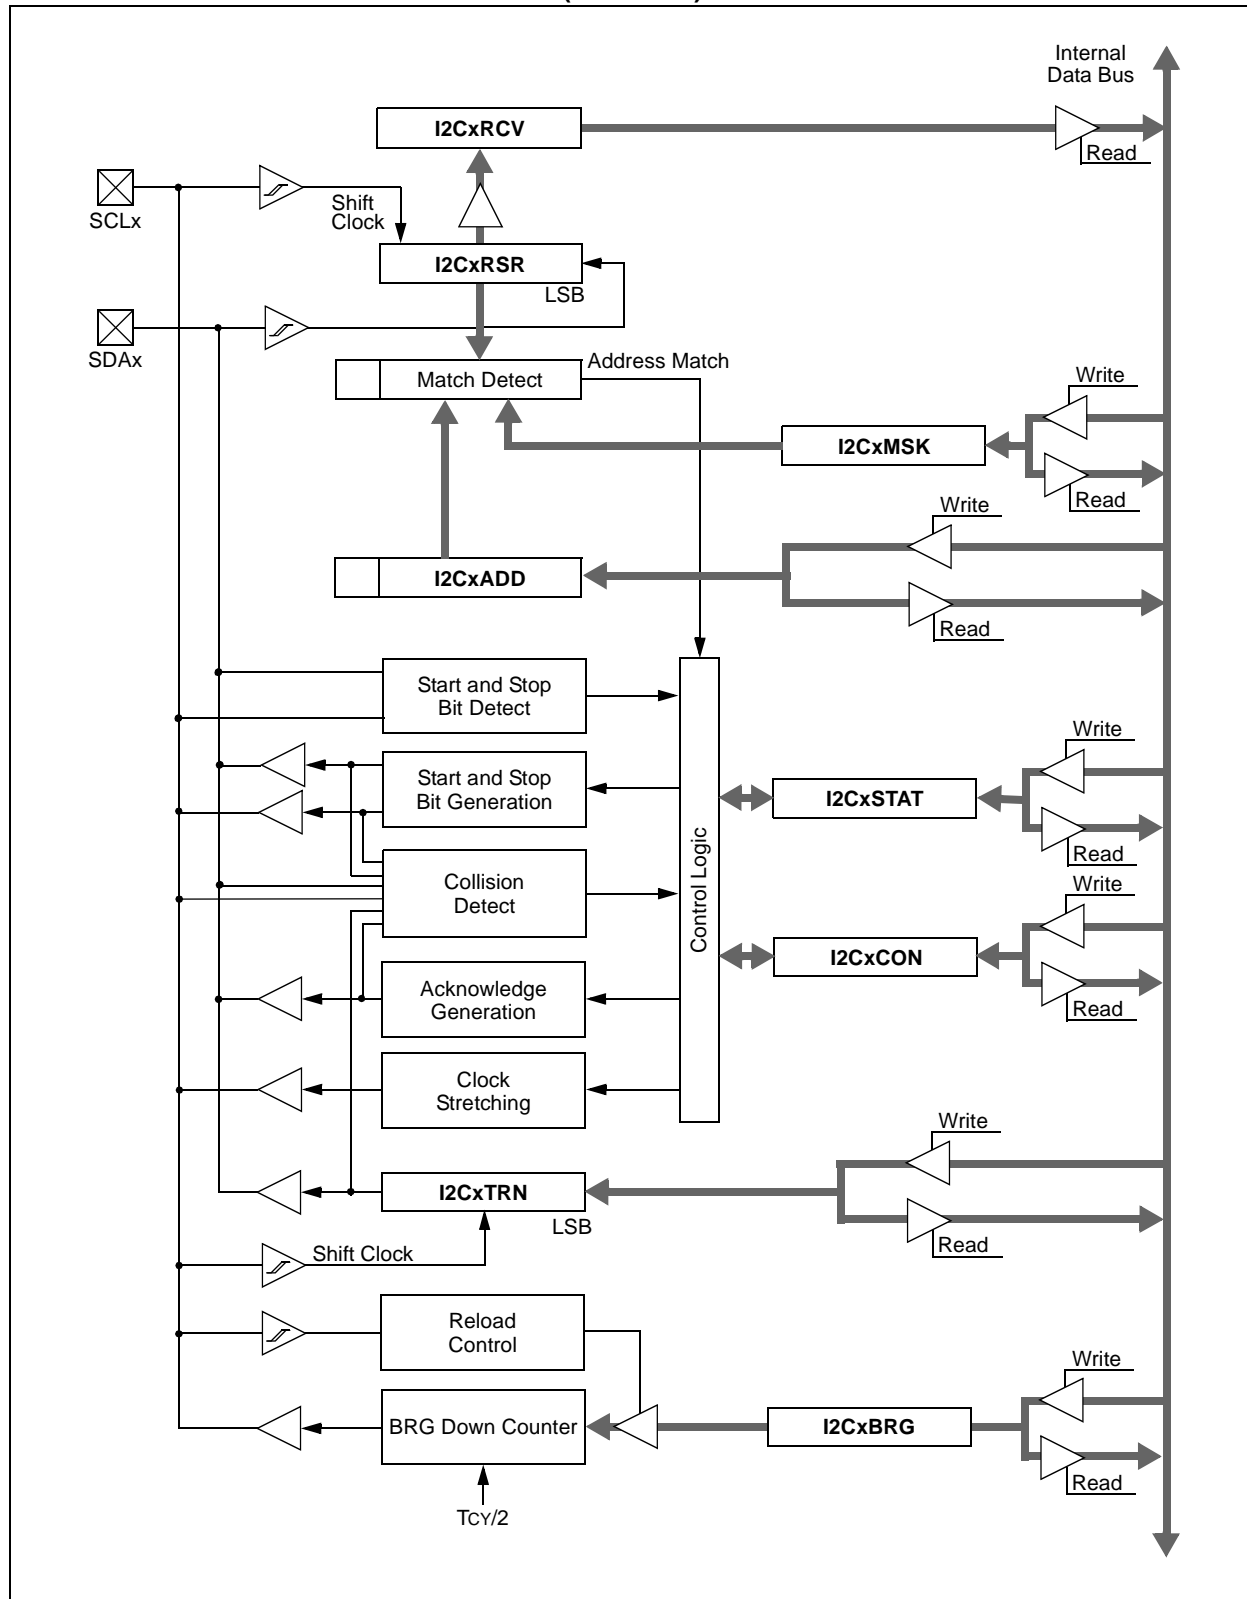 Internal
Data Bus
I2CxRCV
Read
SCLx
Shift
Clock
I2CxRSR
LSB
SDAx
Address Match
Match Detect
Write
I2CxMSK
Read
Write
I2CxADD
Read
Start and Stop
Bit Detect
Write
Start and Stop
Bit Generation
I2CxSTAT
Read
Control Logic
Collision
Detect
Write
I2CxCON
Acknowledge
Generation
Read
Clock
Stretching
Write
I2CxTRN
LSB
Read
Shift Clock
Reload
Control
Write
BRG Down Counter
I2CxBRG
Read
TCY/2